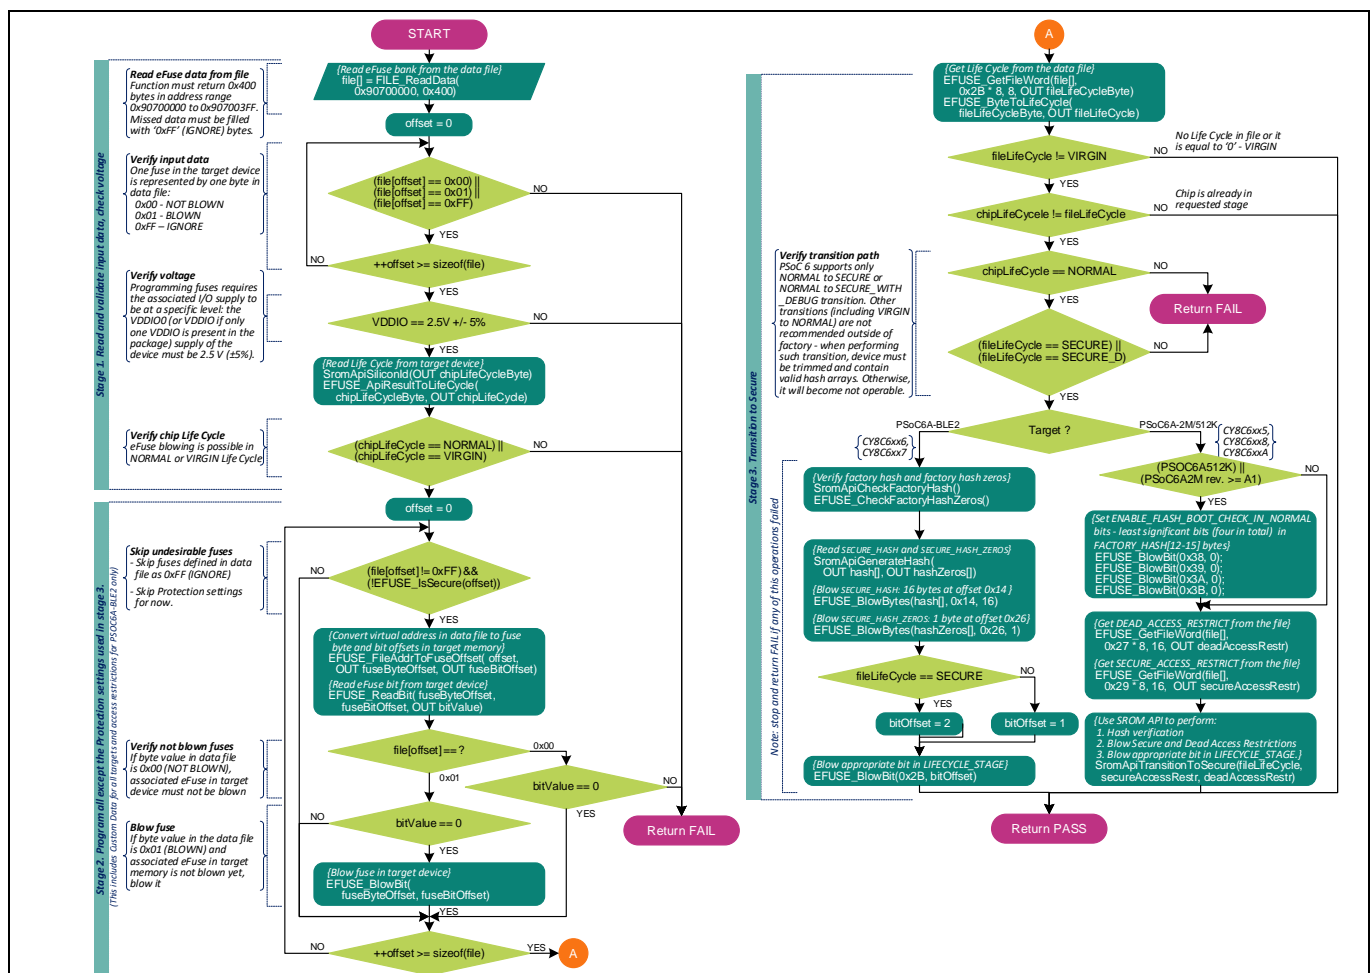 START
Stage 1. Read and validate input data, check voltage
Read eFuse data from file
Function must return 0x400
bytes in address range
0x90700000 to 0x907003FF.
Missed data must be filled
with '0xFF' (IGNORE) bytes.
{Read eFuse bank from the data file}
file[] = FILE_ReadData(
0x90700000, 0x400)
offset = 0
Verify input data
One fuse in the target device
is represented by one byte in
data file:
0x00 - NOT BLOWN
0x01 - BLOWN
0xFF – IGNORE
(file[offset] == 0x00) ||
(file[offset] == 0x01) ||
(file[offset] == 0xFF)
NO
YES
NO
++offset >= sizeof(file)
YES
Verify voltage
Programming fuses requires
the associated I/O supply to
be at a specific level: the
VDDIO0 (or VDDIO if only
one VDDIO is present in the
package) supply of the
device must be 2.5 V (±5%).
VDDIO == 2.5V +/- 5%
NO
YES
{Read Life Cycle from target device}
SromApiSiliconId(OUT chipLifeCycleByte)
EFUSE_ApiResultToLifeCycle(
chipLifeCycleByte, OUT chipLifeCycle)
Verify chip Life Cycle
eFuse blowing is possible in
NORMAL or VIRGIN Life Cycle
(chipLifeCycle == NORMAL) ||
(chipLifeCycle == VIRGIN)
NO
YES
Stage 2. Program all except the Protection settings used in stage 3.
(This includes Custom Data for all targets and access restrictions for PSOC6A-BLE2 only)
offset = 0
Skip undesirable fuses
- Skip fuses defined in data
file as 0xFF (IGNORE)
- Skip Protection settings
for now.
(file[offset] != 0xFF) &&
(!EFUSE_IsSecure(offset))
NO
YES
{Convert virtual address in data file to fuse
byte and bit offsets in target memory}
EFUSE_FileAddrToFuseOffset( offset,
OUT fuseByteOffset, OUT fuseBitOffset)
{Read eFuse bit from target device}
EFUSE_ReadBit( fuseByteOffset,
fuseBitOffset, OUT bitValue)
Verify not blown fuses
If byte value in data file
is 0x00 (NOT BLOWN),
associated eFuse in target
device must not be blown
file[offset] == ?
0x00
0x01
bitValue == 0
NO
YES
Blow fuse
If byte value in the data file
is 0x01 (BLOWN) and
associated eFuse in target
memory is not blown yet,
blow it
NO
bitValue == 0
YES
Return FAIL
{Blow fuse in target device}
EFUSE_BlowBit(
fuseByteOffset, fuseBitOffset)
YES
NO
++offset >= sizeof(file)
YES
A
A
Stage 3. Transition to Secure
{Get Life Cycle from the data file}
EFUSE_GetFileWord(file[],
0x2B * 8, 8, OUT fileLifeCycleByte)
EFUSE_ByteToLifeCycle(
fileLifeCycleByte, OUT fileLifeCycle)
fileLifeCycle != VIRGIN
NO
No Life Cycle in file or it
is equal to '0' - VIRGIN
YES
chipLifeCycele != fileLifeCycle
NO
Chip is already in
requested stage
YES
Verify transition path
PSoC 6 supports only
NORMAL to SECURE or
NORMAL to SECURE_WITH
_DEBUG transition. Other
transitions (including VIRGIN
to NORMAL) are not
recommended outside of
factory - when performing
such transition, device must
be trimmed and contain
valid hash arrays. Otherwise,
it will become not operable.
chipLifeCycle == NORMAL
NO
YES
Return FAIL
(fileLifeCycle == SECURE) ||
(fileLifeCycle == SECURE_D)
NO
YES
Target ?
PSoC6A-BLE2
CY8C6xx6,
CY8C6xx7
PSoC6A-2M/512K
CY8C6xx5,
CY8C6xx8,
CY8C6xxA
Note: stop and return FAIL if any of this operations failed
{Verify factory hash and factory hash zeros}
SromApiCheckFactoryHash()
EFUSE_CheckFactoryHashZeros()
{Read SECURE_HASH and SECURE_HASH_ZEROS}
SromApiGenerateHash(
OUT hash[], OUT hashZeros[])
{Blow SECURE_HASH: 16 bytes at offset 0x14 }
EFUSE_BlowBytes(hash[], 0x14, 16)
{Blow SECURE_HASH_ZEROS: 1 byte at offset 0x26}
EFUSE_BlowBytes(hashZeros[], 0x26, 1)
fileLifeCycle == SECURE
NO
YES
bitOffset = 2
bitOffset = 1
{Blow appropriate bit in LIFECYCLE_STAGE}
EFUSE_BlowBit(0x2B, bitOffset)
(PSOC6A512K) ||
(PSoC6A2M rev. >= A1)
NO
YES
{Set ENABLE_FLASH_BOOT_CHECK_IN_NORMAL
bits - least significant bits (four in total) in
FACTORY_HASH[12-15] bytes}
EFUSE_BlowBit(0x38, 0);
EFUSE_BlowBit(0x39, 0);
EFUSE_BlowBit(0x3A, 0);
EFUSE_BlowBit(0x3B, 0);
{Get DEAD_ACCESS_RESTRICT from the file}
EFUSE_GetFileWord(file[],
0x27 * 8, 16, OUT deadAccessRestr)
{Get SECURE_ACCESS_RESTRICT from the file}
EFUSE_GetFileWord(file[],
0x29 * 8, 16, OUT secureAccessRestr)
{Use SROM API to perform:
1. Hash verification
2. Blow Secure and Dead Access Restrictions
3. Blow appropriate bit in LIFECYCLE_STAGE.}
SromApiTransitionToSecure(fileLifeCycle,
secureAccessRestr, deadAccessRestr)
Return PASS